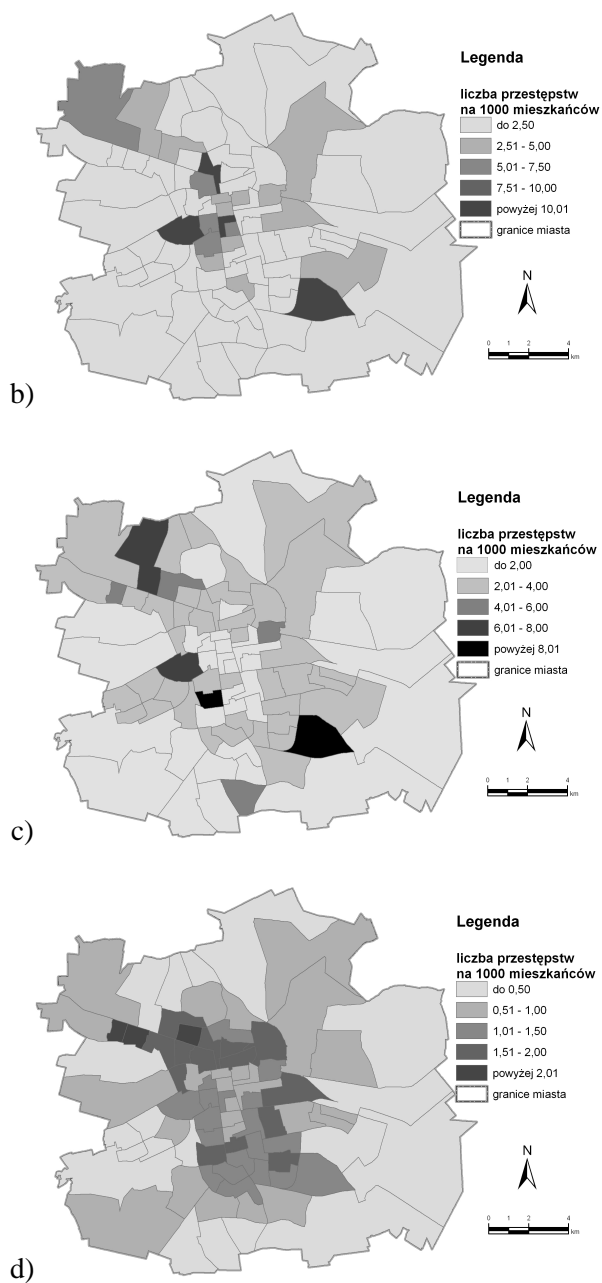 Legenda
liczba przestępstw
na 1000 mieszkańców
do 2,50
2,51 - 5,00
5,01 - 7,50
7,51 - 10,00
powyżej 10,01
granice miasta
N
0 1 2 4
km
b)
Legenda
liczba przestępstw
na 1000 mieszkańców
do 2,00
2,01 - 4,00
4,01 - 6,00
6,01 - 8,00
powyżej 8,01
granice miasta
N
0 1 2 4
km
c)
Legenda
liczba przestępstw
na 1000 mieszkańców
do 0,50
0,51 - 1,00
1,01 - 1,50
1,51 - 2,00
powyżej 2,01
granice miasta
N
0 1 2 4
km
d)